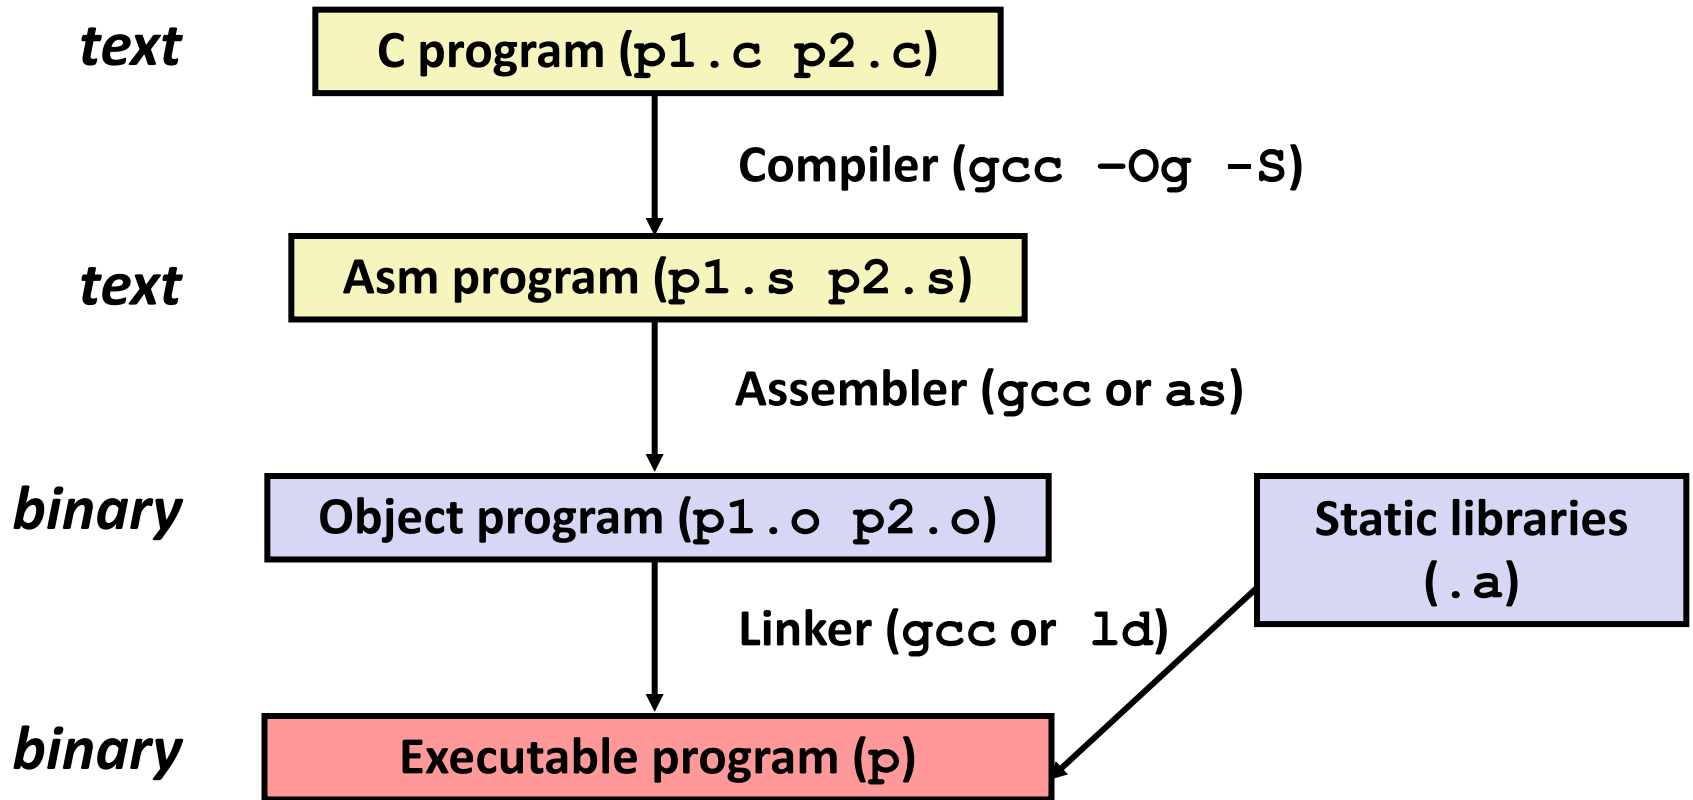 text
C program (p1.c p2.c)
Compiler (gcc –Og -S)
text
Asm program (p1.s p2.s)
Assembler (gcc or as)
binary
Object program (p1.o p2.o)
Static libraries
(.a)
Linker (gcc or ld)
binary
Executable program (p)